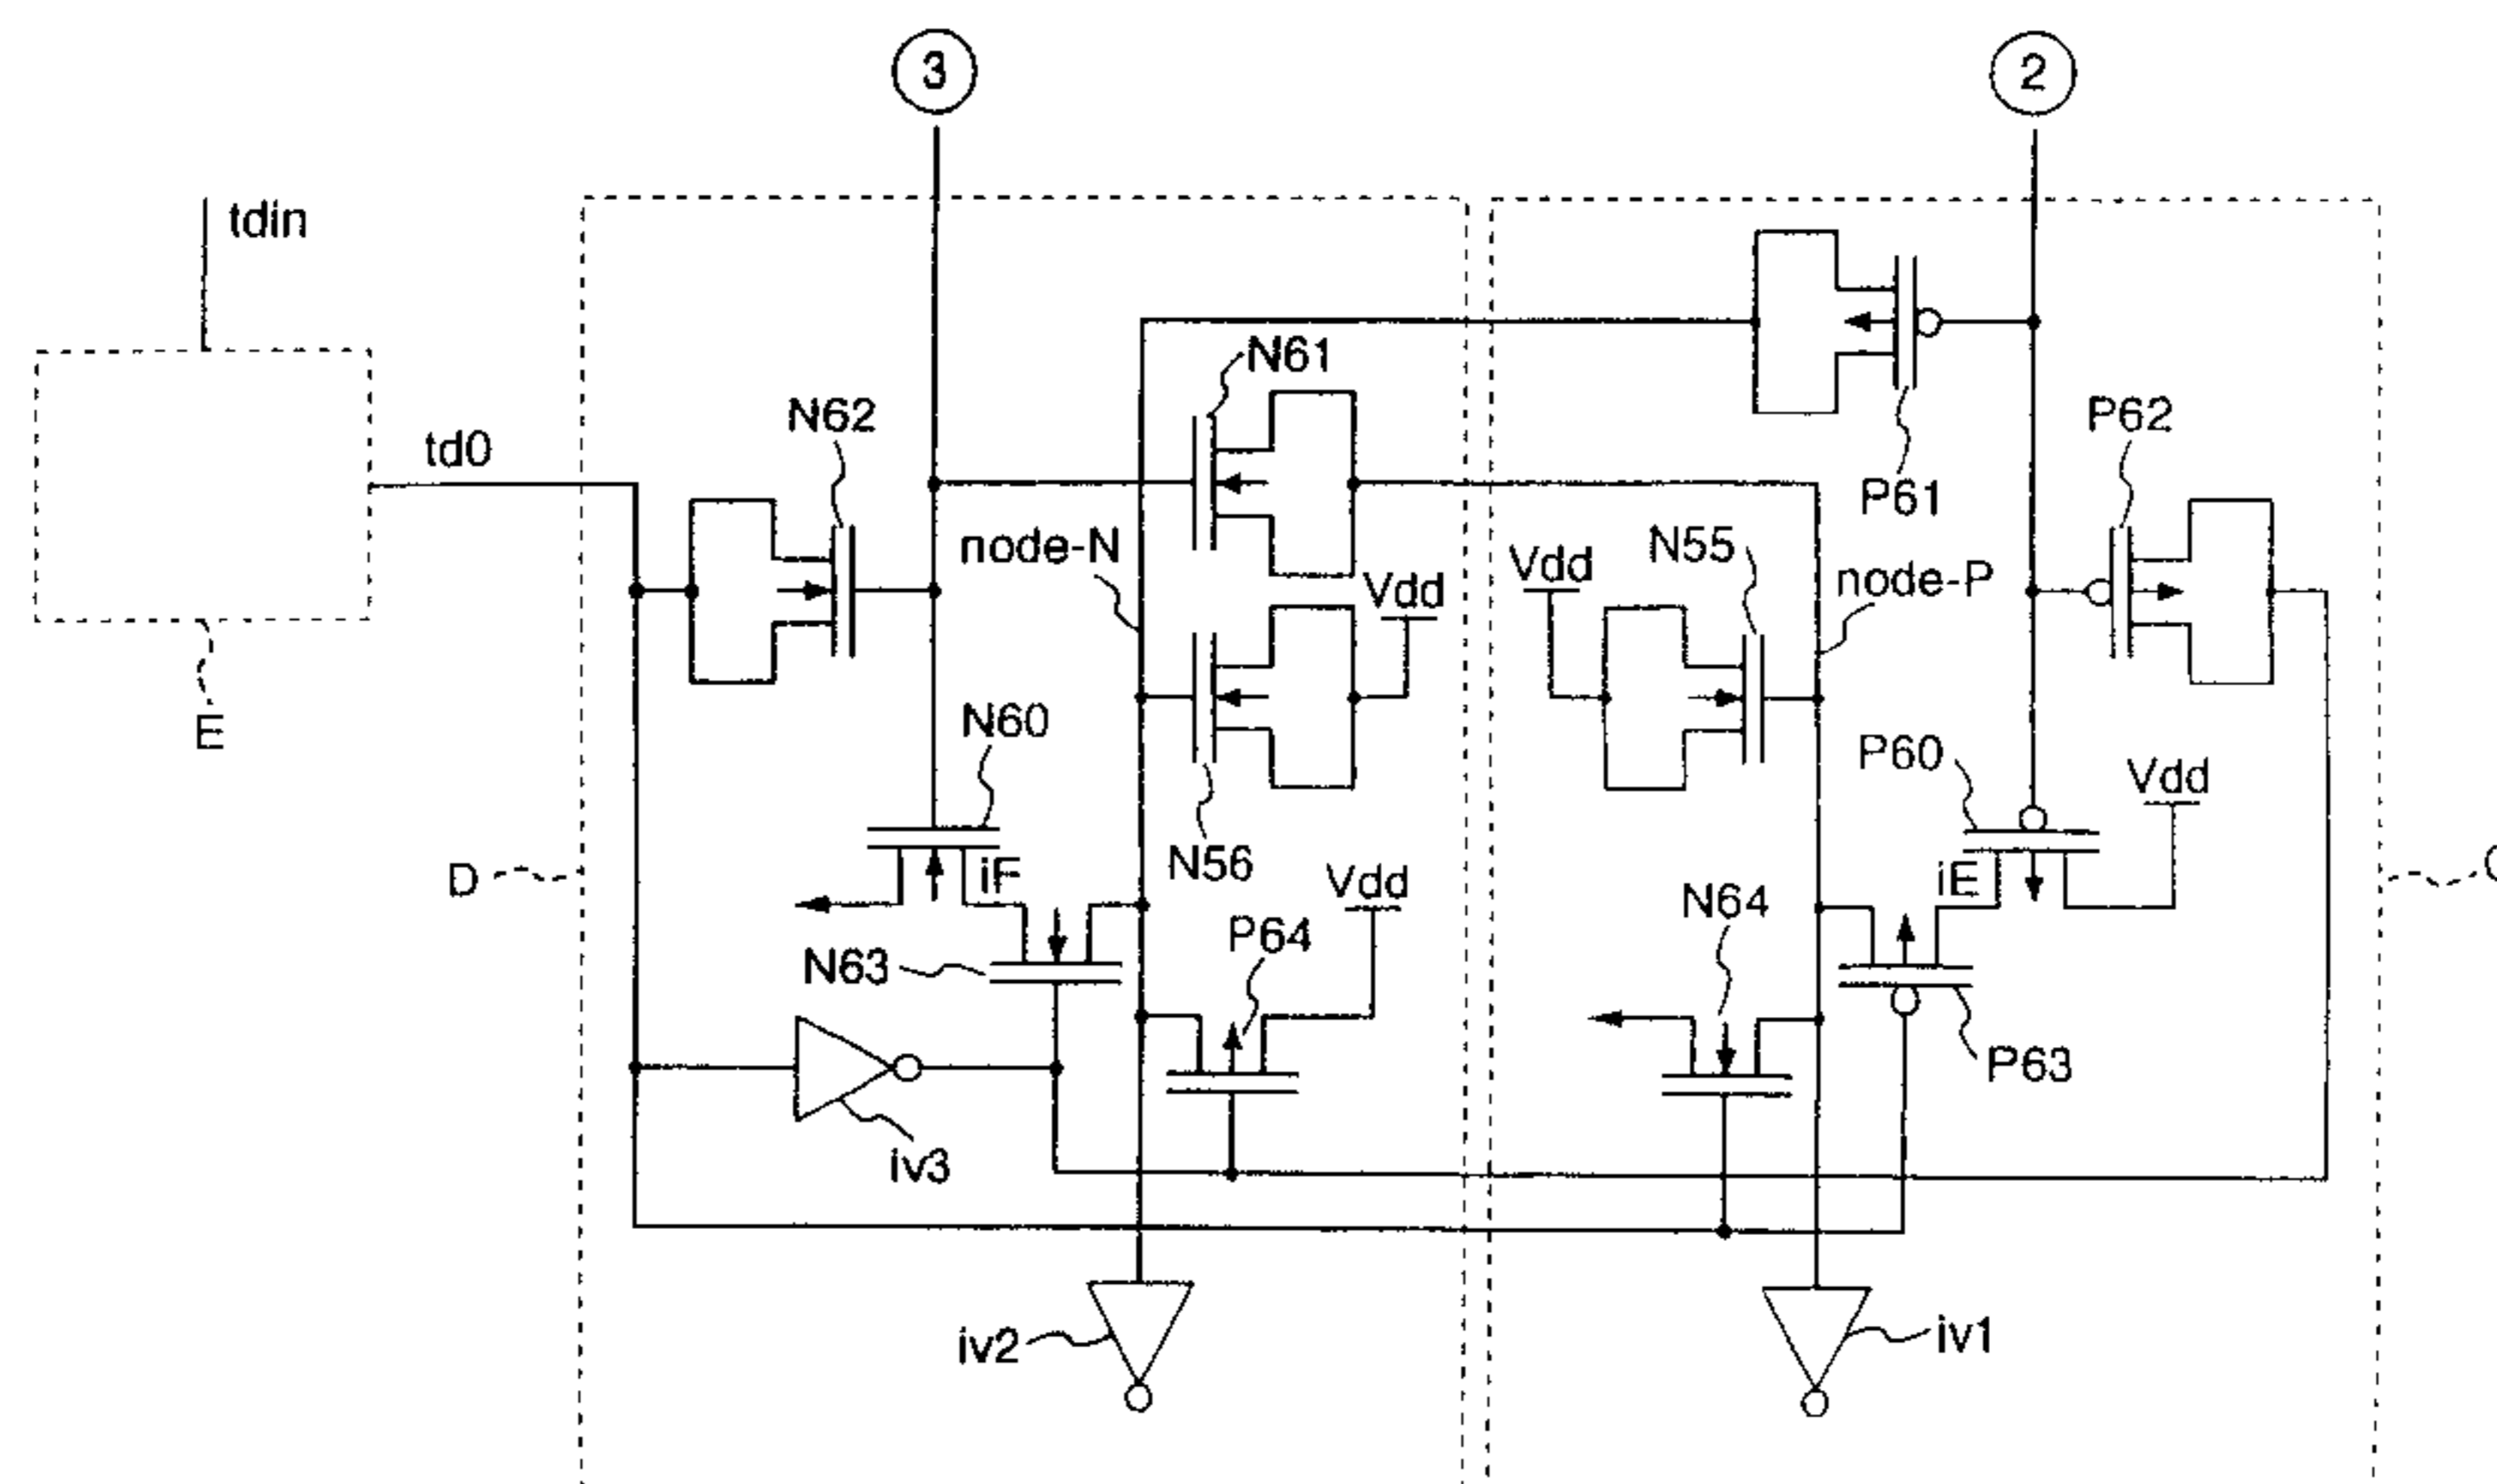 3
2
tdin
N61
N62
P62
td0
P61
node-N
Vdd
Vdd
N55
node-P
E
N60
P60
Vdd
D
iF
N56
Vdd
iE
N64
P64
N63
P63
iv3
iv2
iv1